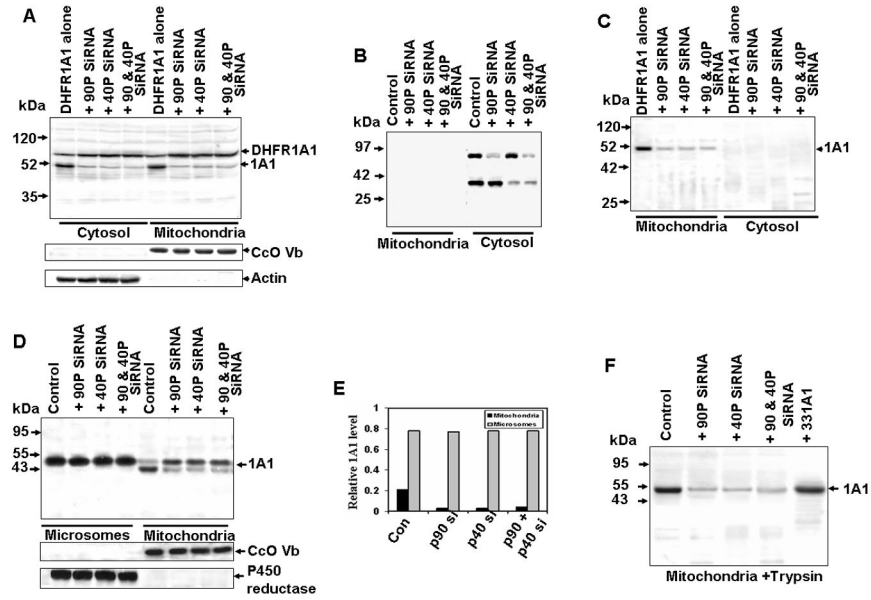 A
DHFR1A1 alone
+ 90P SiRNA
+ 40P SiRNA
+ 90 & 40P
SiRNA
DHFR1A1 alone
+ 90P SiRNA
+ 40P SiRNA
+ 90 & 40P
SiRNA
kDa
120
52
35
DHFR1A1
1A1
Cytosol
Mitochondria
CcO Vb
Actin
B
Control
+ 90P SiRNA
+ 40P SiRNA
+ 90 & 40P
SiRNA
Control
+ 90P SiRNA
+ 40P SiRNA
+ 90 & 40P
SiRNA
kDa
97
42
25
Mitochondria
Cytosol
C
DHFR1A1 alone
+ 90P SiRNA
+ 40P SiRNA
+ 90 & 40P
SiRNA
DHFR1A1 alone
+ 90P SiRNA
+ 40P SiRNA
+ 90 & 40P
SiRNA
kDa
120
52
42
25
1A1
Mitochondria
Cytosol
D
Control
+ 90P SiRNA
+ 40P SiRNA
+ 90 & 40P
SiRNA
Control
+ 90P SiRNA
+ 40P SiRNA
+ 90 & 40P
SiRNA
kDa
95
55
43
1A1
Microsomes
Mitochondria
CcO Vb
P450
reductase
E
Relative 1A1 level
1
0.8
0.6
0.4
0.2
0
Mitochondria
Microsomes
Con
p90 si
p40 si
p90 +
p40 si
F
Control
+ 90P SiRNA
+ 40P SiRNA
+ 90 & 40P
SiRNA
+ 331A1
kDa
95
55
43
1A1
Mitochondria +Trypsin